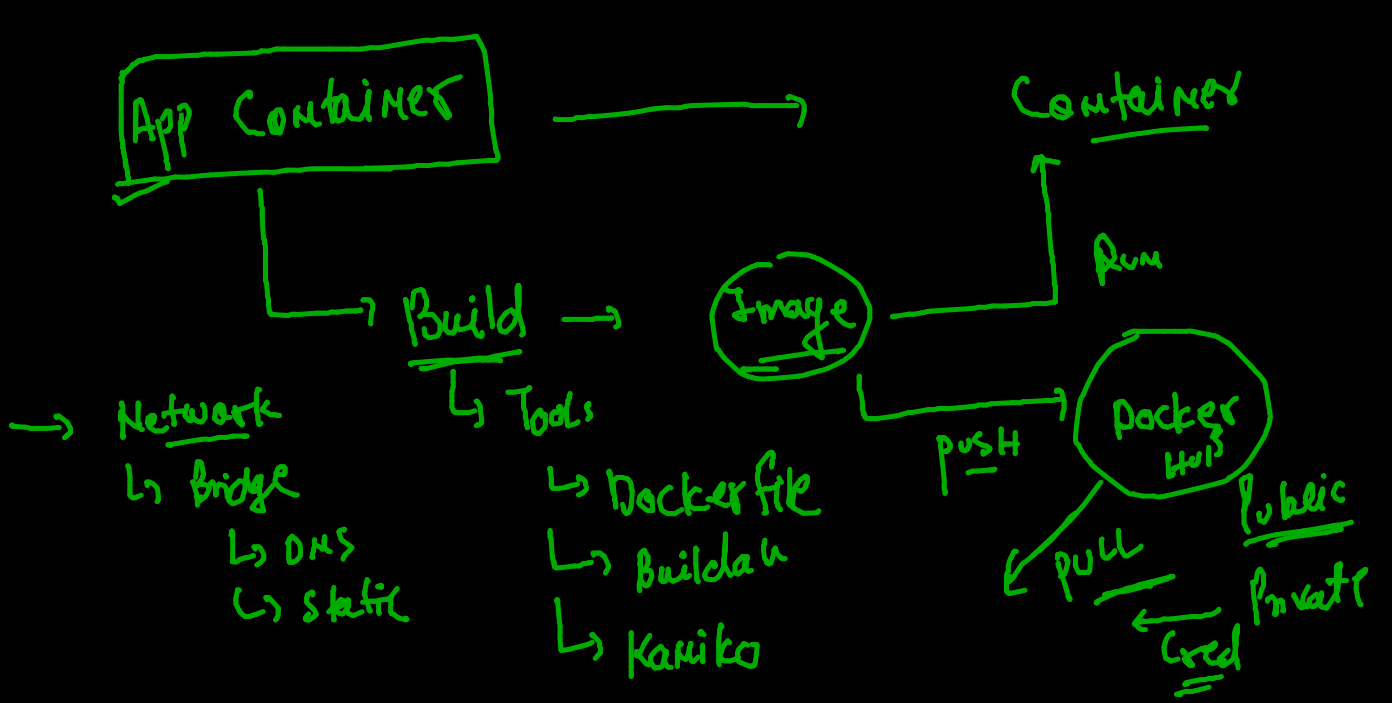 App Container
Container
Run
Build
Image
Network
Tools
PUSH
Docker
Hub
Bridge
Dockerfile
Public
DNS
Buildah
PULL
Private
Static
Kaniko
Cred